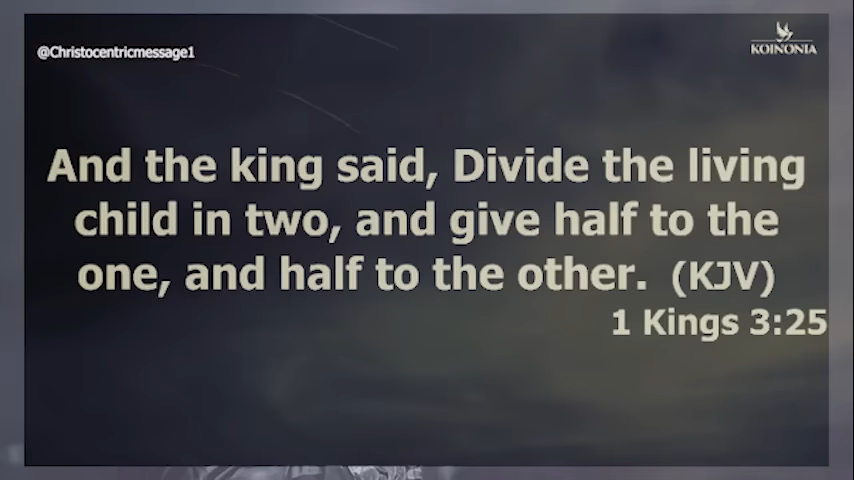 @Christocentricmessage1
KOINONIA
And the king said, Divide the living
child in two, and give half to the
one, and half to the other. (KJV)
1 Kings 3:25